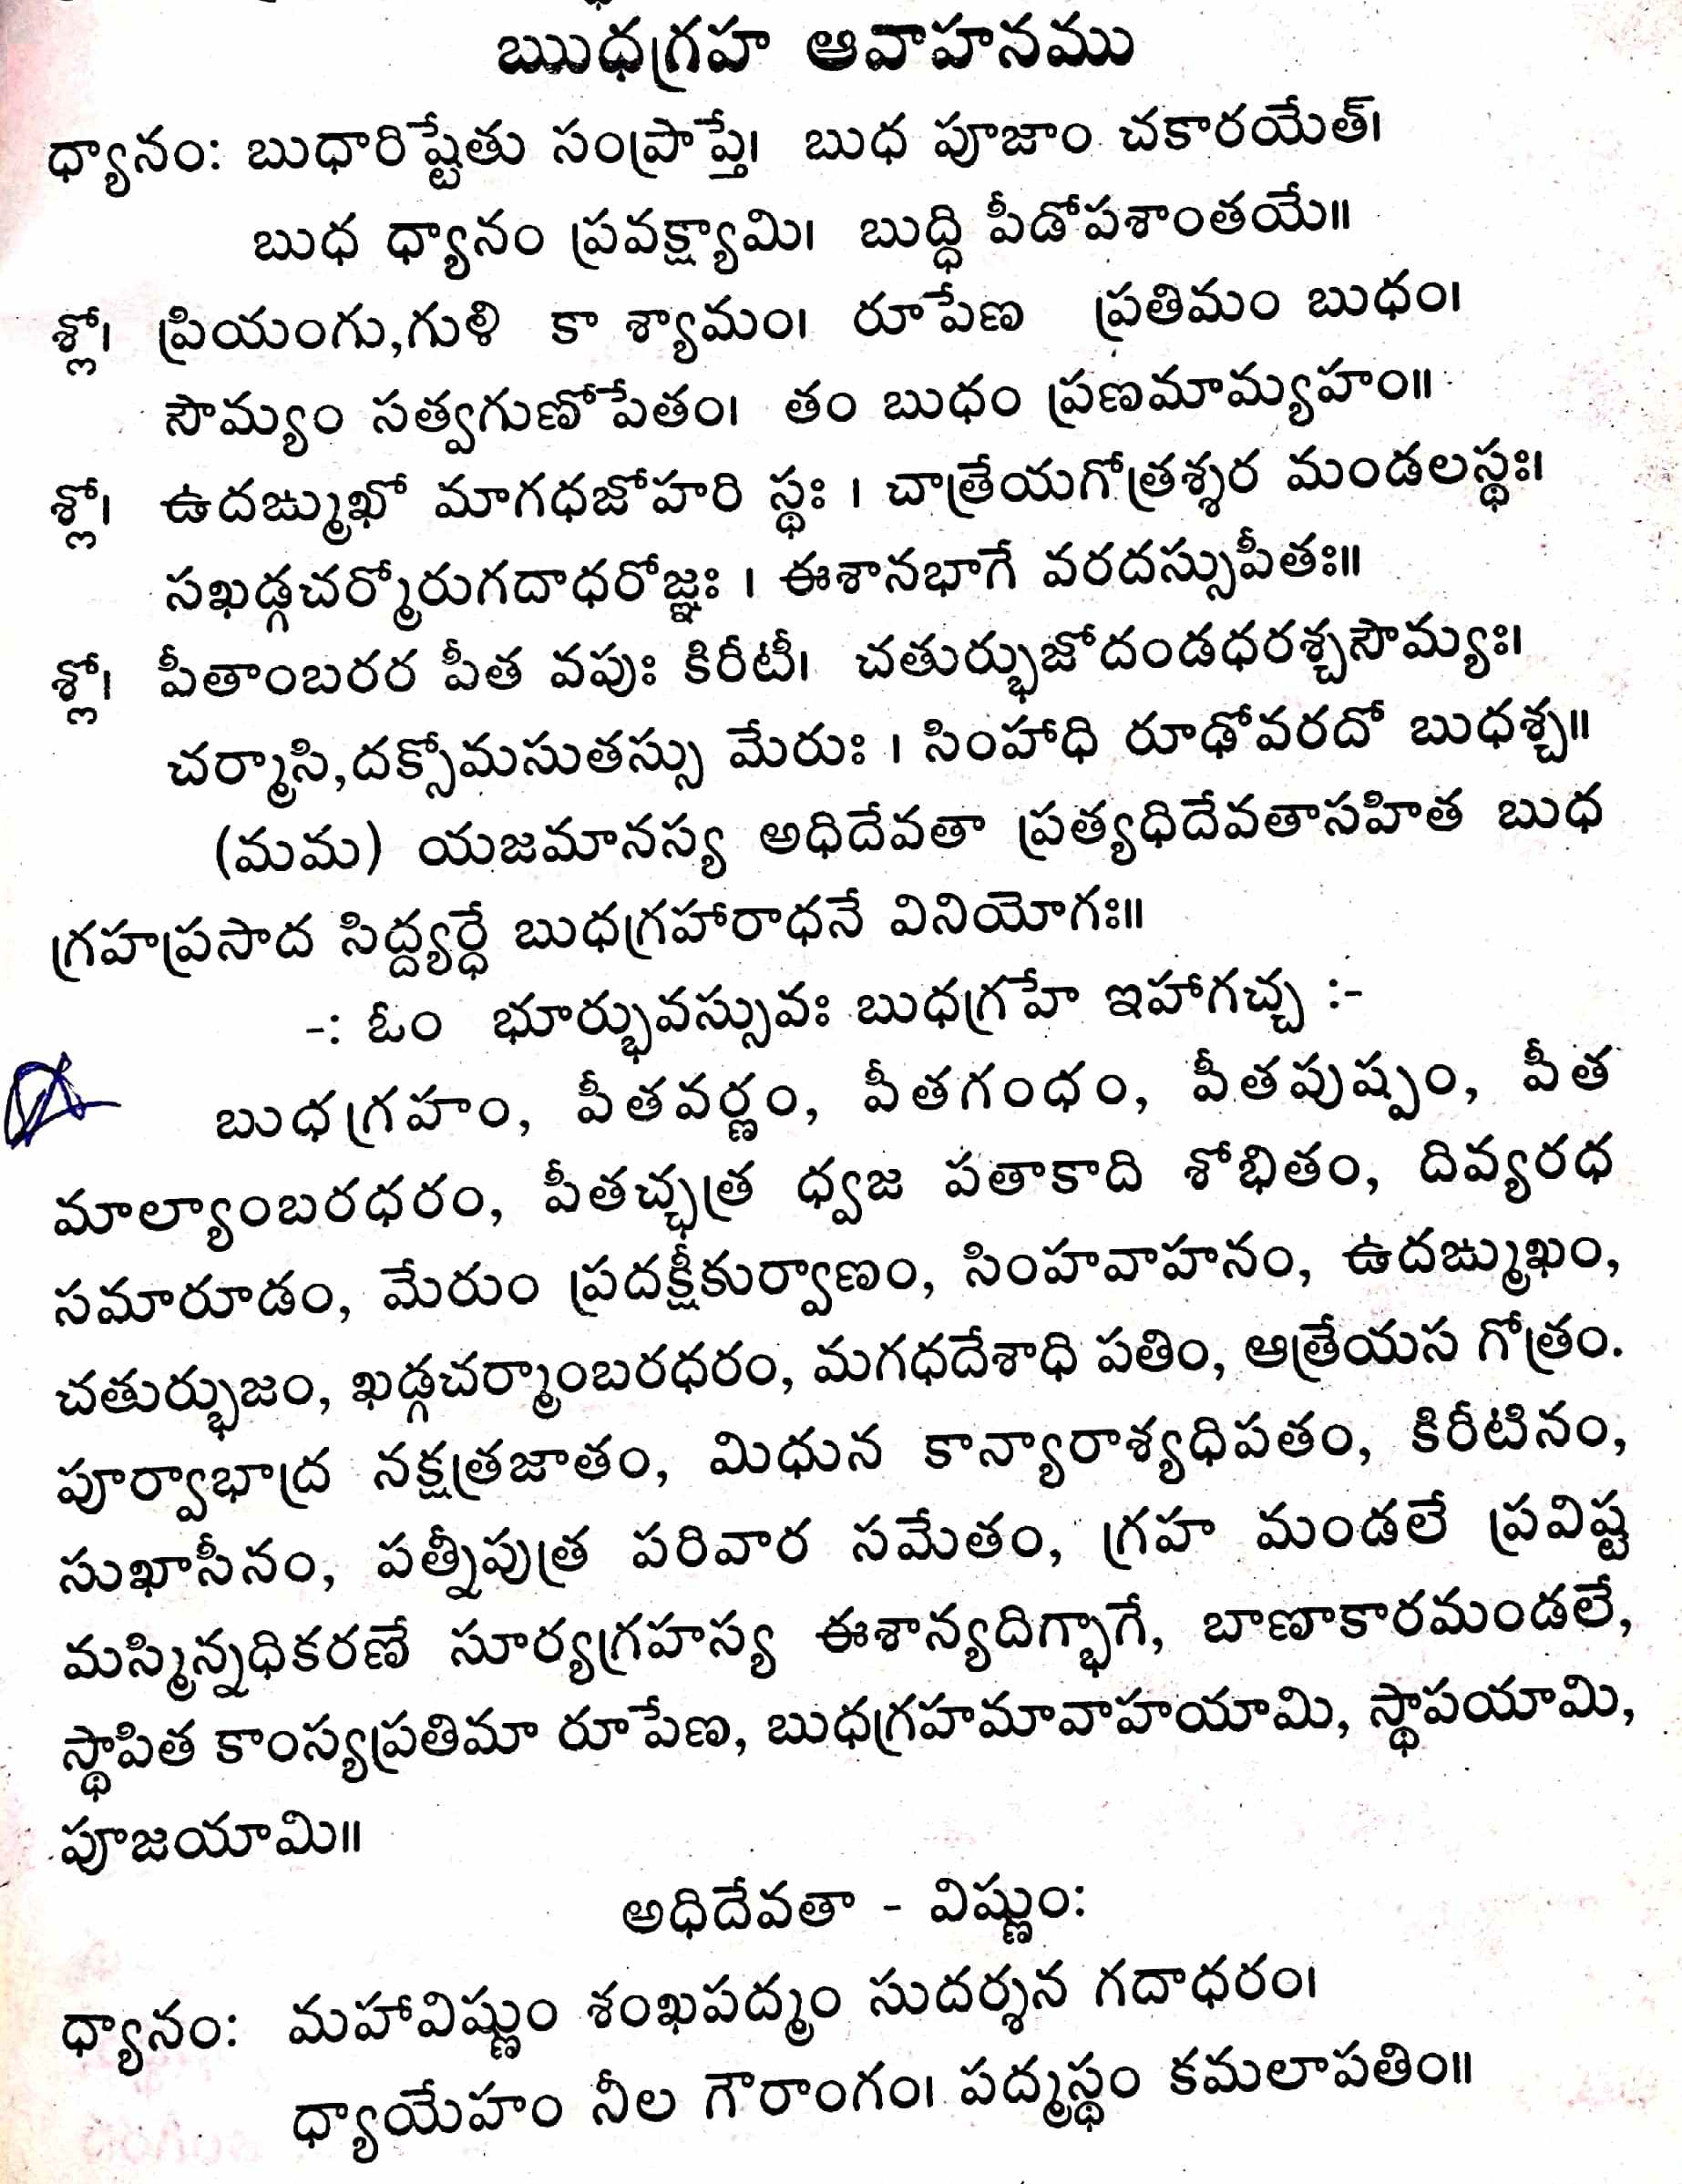 ఋధగ్రహ ఆవాహనము
ధ్యానం: బుధారిష్టేతు సంప్రాప్తే। బుధ పూజాం చకారయేత్।
బుధ ధ్యానం ప్రవక్ష్యామి। బుద్ధి పీడోపశాంతయే॥
శ్లో। ప్రియంగు,గుళి కా శ్యామం। రూపేణ ప్రతిమం బుధం।
సౌమ్యం సత్వగుణోపేతం। తం బుధం ప్రణమామ్యహం॥
శ్లో। ఉదఙ్ముఖో మాగధజోహరి స్థః । చాత్రేయగోత్రశ్శర మండలస్థః।
సఖడ్గచర్మోరుగదాధరోజ్ఞః । ఈశానభాగే వరదస్సుపీతః॥
శ్లో। పీతాంబరర పీత వపుః కిరీటీ। చతుర్భుజోదండధరశ్చసౌమ్యః।
చర్మాసి,దక్సోమసుతస్సు మేరుః । సింహాధి రూఢోవరదో బుధశ్చ॥
(మమ) యజమానస్య అధిదేవతా ప్రత్యధిదేవతాసహిత బుధ
గ్రహప్రసాద సిద్ధ్యర్థే బుధగ్రహారాధనే వినియోగః॥
-: ఓం భూర్భువస్సువః బుధగ్రహే ఇహాగచ్చ :-
బుధగ్రహం, పీతవర్ణం, పీతగంధం, పీతపుష్పం, పీత
మాల్యాంబరధరం, పీతచ్ఛత్ర ధ్వజ పతాకాది శోభితం, దివ్యరధ
సమారూడం, మేరుం ప్రదక్షీకుర్వాణం, సింహవాహనం, ఉదఙ్ముఖం,
చతుర్భుజం, ఖడ్గచర్మాంబరధరం, మగధదేశాధి పతిం, ఆత్రేయస గోత్రం.
పూర్వాభాద్ర నక్షత్రజాతం, మిధున కాన్యారాశ్యధిపతం, కిరీటినం,
సుఖాసీనం, పత్నీపుత్ర పరివార సమేతం, గ్రహ మండలే ప్రవిష్ట
మస్మిన్నధికరణే సూర్యగ్రహస్య ఈశాన్యదిగ్భాగే, బాణాకారమండలే,
స్థాపిత కాంస్యప్రతిమా రూపేణ, బుధగ్రహమావాహయామి, స్థాపయామి,
పూజయామి॥
అధిదేవతా - విష్ణుం:
ధ్యానం: మహావిష్ణుం శంఖపద్మం సుదర్శన గదాధరం।
ధ్యాయేహం నీల గౌరాంగం। పద్మస్థం కమలాపతిం॥